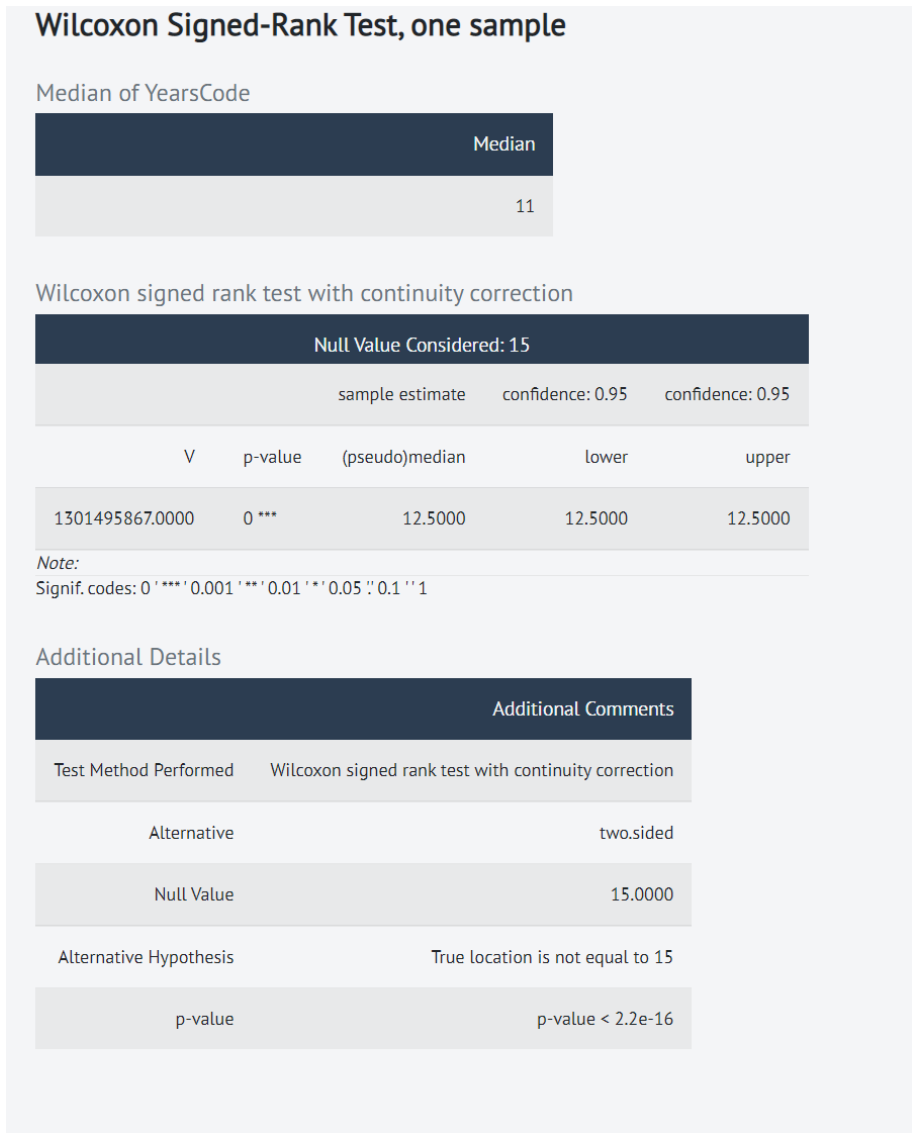 Wilcoxon Signed-Rank Test, one sample
Median of YearsCode
Median
11
Wilcoxon signed rank test with continuity correction
Null Value Considered: 15
sample estimate confidence: 0.95 confidence: 0.95
V p-value (pseudo)median lower upper
1301495867.0000 0 *** 12.5000 12.5000 12.5000
Note:
Signif. codes: 0 ' *** ' 0.001 ' ** ' 0.01 ' * ' 0.05 '.' 0.1 ' ' 1
Additional Details
Additional Comments
Test Method Performed Wilcoxon signed rank test with continuity correction
Alternative two.sided
Null Value 15.0000
Alternative Hypothesis True location is not equal to 15
p-value p-value < 2.2e-16